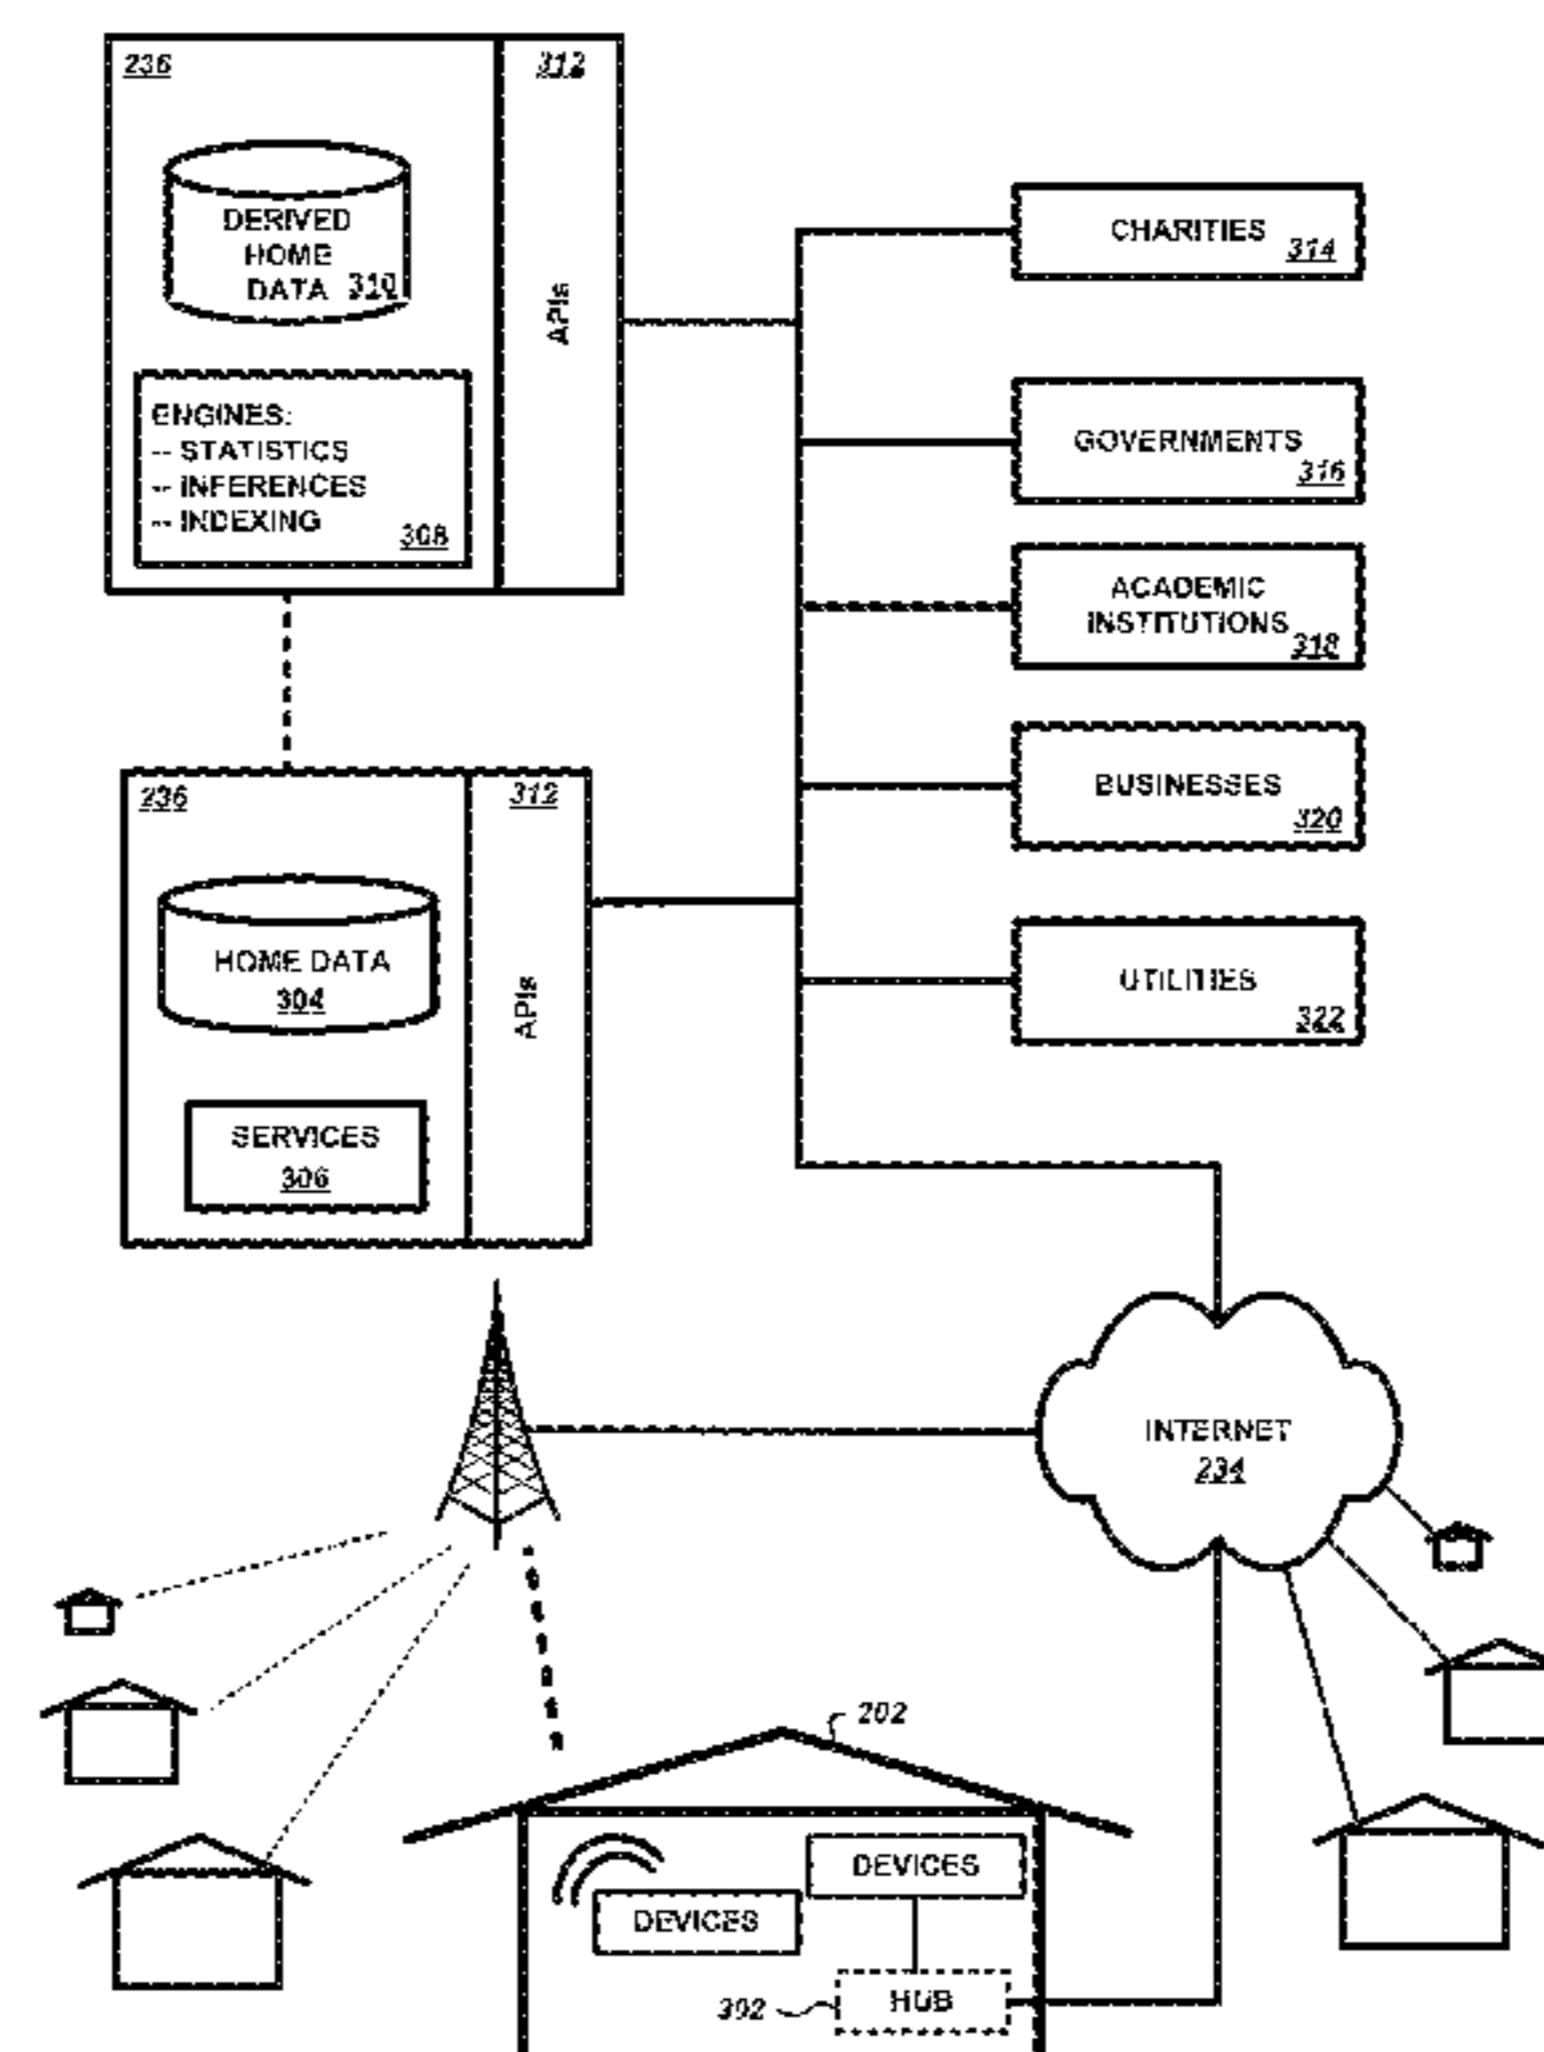 236
312
DERIVED
HOME
DATA 310
APIs
ENGINES:
-- STATISTICS
-- INFERENCES
-- INDEXING
308
CHARITIES
314
GOVERNMENTS
316
ACADEMIC
INSTITUTIONS
318
BUSINESSES
320
UTILITIES
322
236
312
HOME DATA
304
APIs
SERVICES
306
INTERNET
234
202
DEVICES
DEVICES
302
HUB